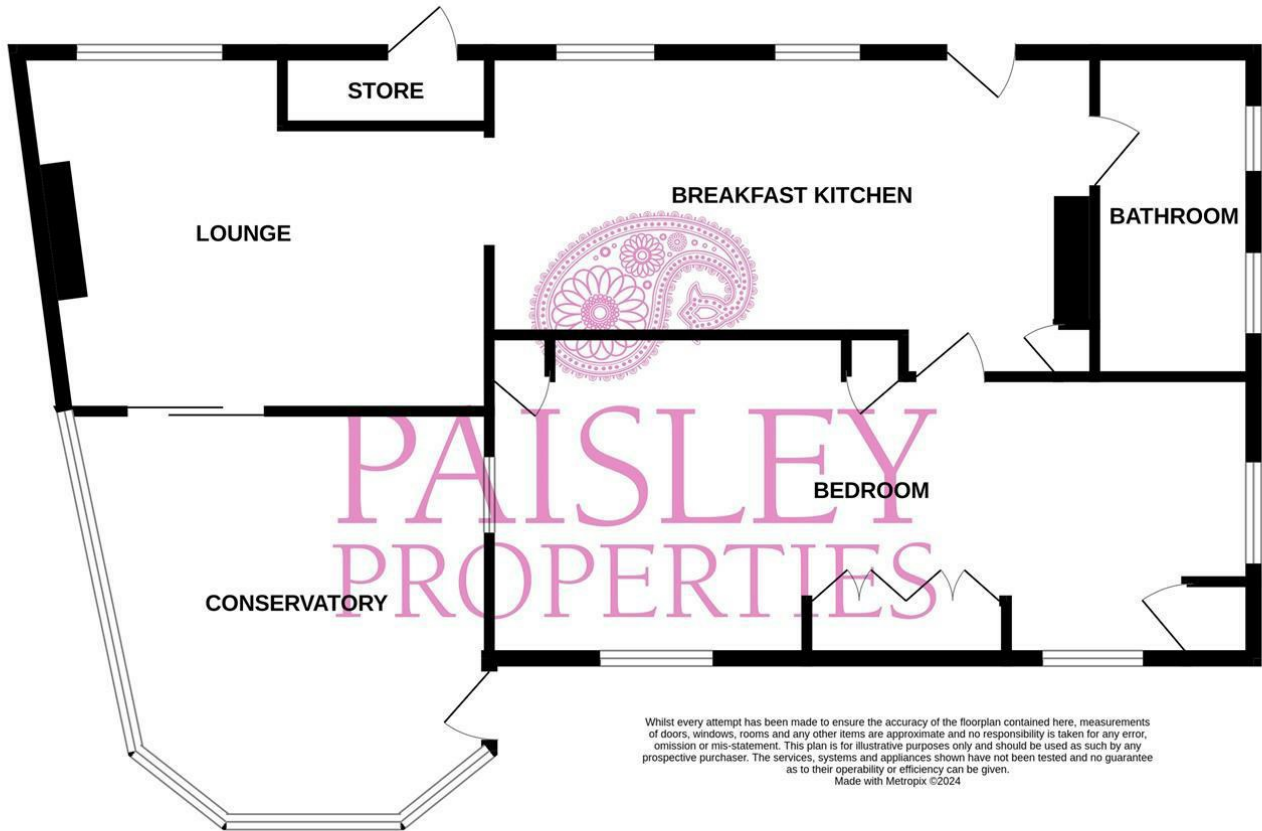 STORE
BREAKFAST KITCHEN
BATHROOM
LOUNGE
PAISLEY
PROPERTIES
BEDROOM
CONSERVATORY
Whilst every attempt has been made to ensure the accuracy of the floorplan contained here, measurements
of doors, windows, rooms and any other items are approximate and no responsibility is taken for any error,
omission or mis-statement. This plan is for illustrative purposes only and should be used as such by any
prospective purchaser. The services, systems and appliances shown have not been tested and no guarantee
as to their operability or efficiency can be given.
Made with Metropix ©2024